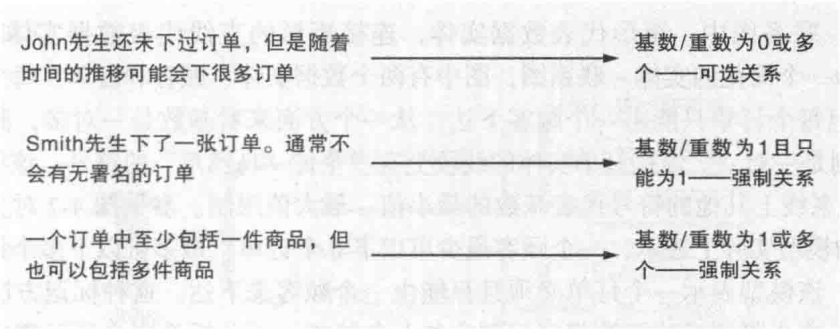 John先生还未下过订单，但是随着
时间的推移可能会下很多订单
基数/重数为0或多
个——可选关系
Smith先生下了一张订单。通常不
会有无署名的订单
基数/重数为1且只
能为1——强制关系
一个订单中至少包括一件商品，但
也可以包括多件商品
基数/重数为1或多
个——强制关系